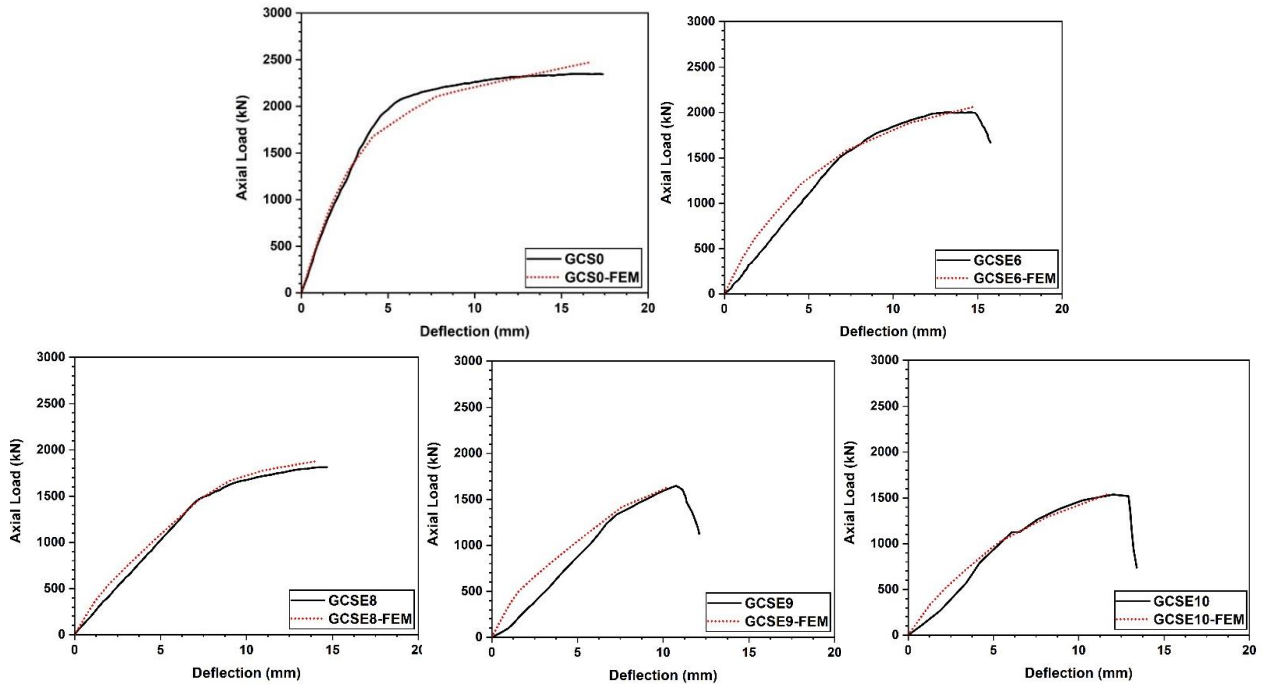 3000
2500
2000
1500
1000
500
0
Axial Load (kN)
GCS0
GCS0-FEM
0 5 10 15 20
Deflection (mm)
3000
2500
2000
1500
1000
500
0
Axial Load (kN)
GCSE6
GCSE6-FEM
0 5 10 15 20
Deflection (mm)
3000
2500
2000
1500
1000
500
0
Axial Load (kN)
GCSE8
GCSE8-FEM
0 5 10 15 20
Deflection (mm)
3000
2500
2000
1500
1000
500
0
Axial Load (kN)
GCSE9
GCSE9-FEM
0 5 10 15 20
Deflection (mm)
3000
2500
2000
1500
1000
500
0
Axial Load (kN)
GCSE10
GCSE10-FEM
0 5 10 15 20
Deflection (mm)